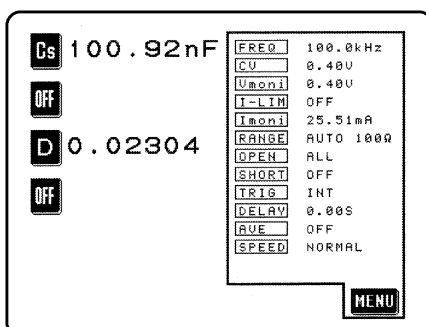 Cs 100.92nF
OFF
D 0.02304
OFF
FREQ 100.0kHz
CV 0.40V
Vmoni 0.40V
I-LIM OFF
Imoni 25.51mA
RANGE AUTO 100Ω
OPEN ALL
SHORT OFF
TRIG INT
DELAY 0.00S
AVE OFF
SPEED NORMAL
MENU